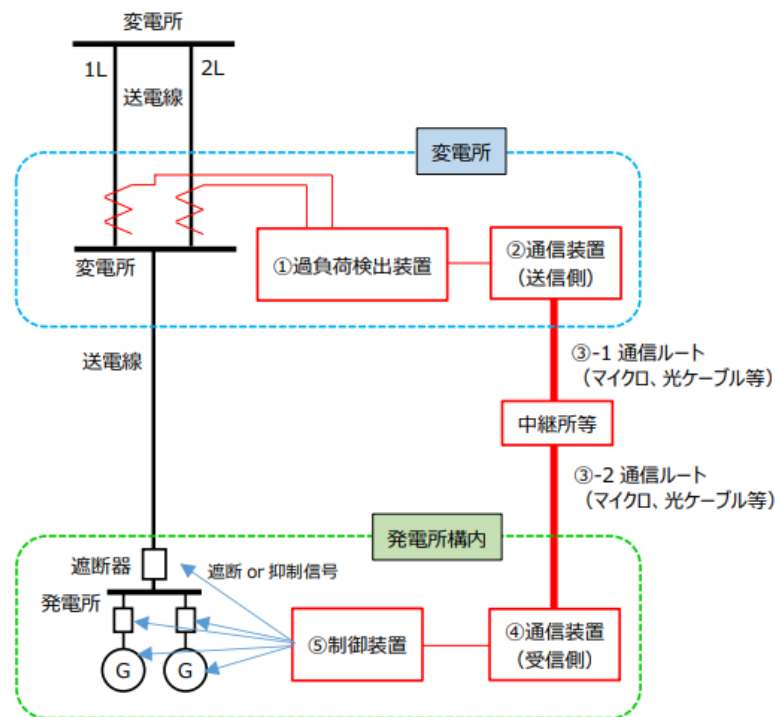 変電所
1L
2L
送電線
変電所
変電所
①過負荷検出装置
②通信装置
（送信側）
送電線
③-1 通信ルート
（マイクロ、光ケーブル等）
中継所等
③-2 通信ルート
（マイクロ、光ケーブル等）
発電所構内
遮断器
遮断 or 抑制信号
発電所
⑤制御装置
④通信装置
（受信側）
G
G